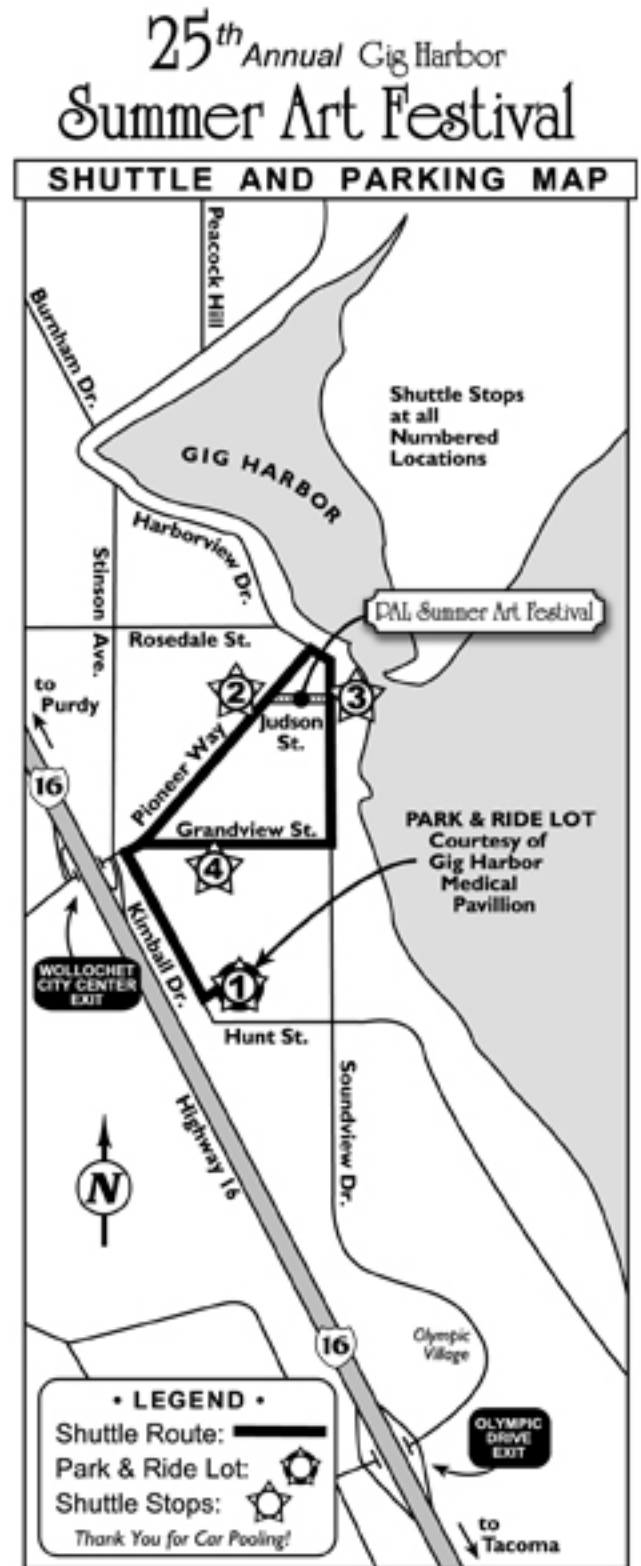 25th Annual Gig Harbor
Summer Art Festival
SHUTTLE AND PARKING MAP
Peacock Hill
Burnham Dr.
Shuttle Stops
at all
Numbered
Locations
GIG HARBOR
Harborview Dr.
Stinson Ave.
PAL Summer Art Festival
Rosedale St.
to
Purdy
2
3
Judson
St.
16
Pioneer Way
Grandview St.
4
PARK & RIDE LOT
Courtesy of
Gig Harbor
Medical
Pavillion
WOLLOCHET
CITY CENTER
EXIT
Kimball Dr.
1
Hunt St.
Soundview Dr.
Highway 16
N
16
Olympic
Village
• LEGEND •
Shuttle Route:
Park & Ride Lot:
Shuttle Stops:
Thank You for Car Pooling!
OLYMPIC
DRIVE
EXIT
to
Tacoma